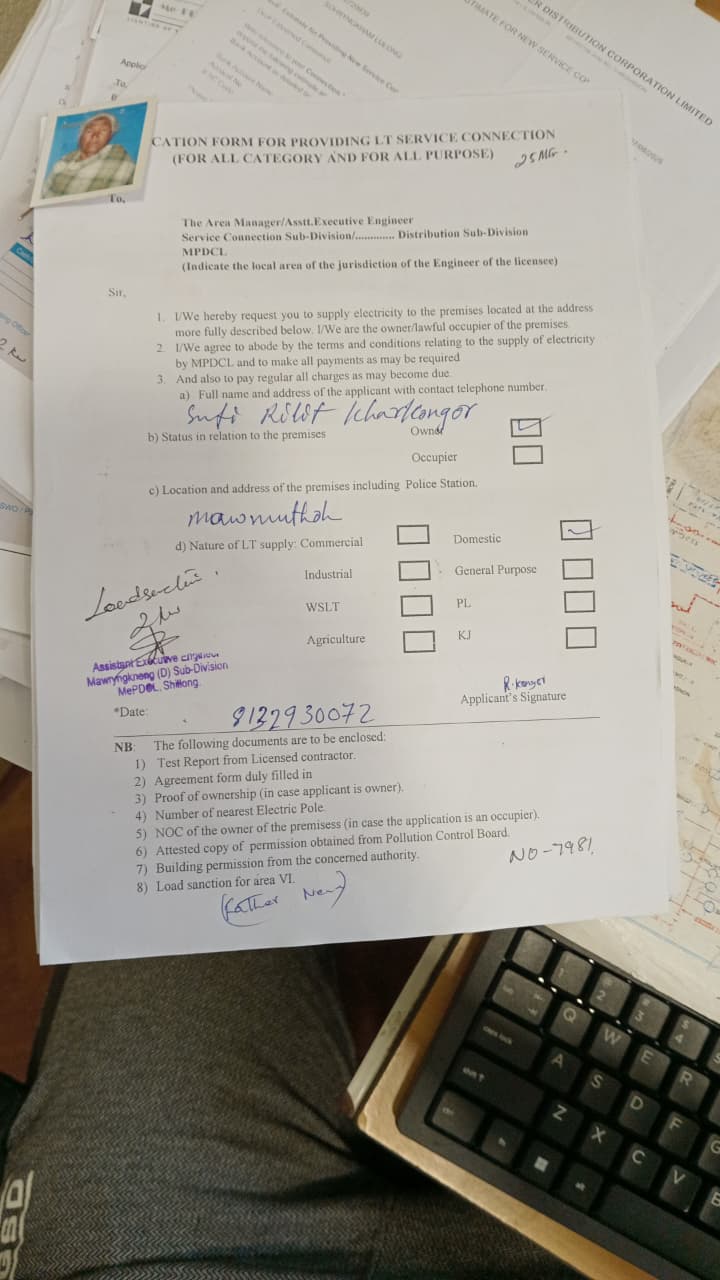 DISTRIBUTION CORPORATION LIMITED
CATION FORM FOR PROVIDING LT SERVICE CONNECTION
(FOR ALL CATEGORY AND FOR ALL PURPOSE)
To,
The Area Manager/Asstt.Executive Engineer
Service Connection Sub-Division/............. Distribution Sub-Division
MPDCL
(Indicate the local area of the jurisdiction of the Engineer of the licensee)
Sir,
1. I/We hereby request you to supply electricity to the premises located at the address
more fully described below. I/We are the owner/lawful occupier of the premises.
2. I/We agree to abode by the terms and conditions relating to the supply of electricity
by MPDCL and to make all payments as may be required
3. And also to pay regular all charges as may become due.
a) Full name and address of the applicant with contact telephone number.
Kharkongor
b) Status in relation to the premises Owner
Occupier
c) Location and address of the premises including Police Station.
Mawmuthoh
d) Nature of LT supply: Commercial Domestic
Industrial General Purpose
WSLT PL
Agriculture KJ
Loadsection
2kw
Assistant Executive Engineer
Mawryngkneng (D) Sub-Division
MePDCL, Shillong.
Applicant's Signature
*Date:
8132930072
NB: The following documents are to be enclosed:
1) Test Report from Licensed contractor.
2) Agreement form duly filled in
3) Proof of ownership (in case applicant is owner).
4) Number of nearest Electric Pole.
5) NOC of the owner of the premisess (in case the application is an occupier).
6) Attested copy of permission obtained from Pollution Control Board.
7) Building permission from the concerned authority.
8) Load sanction for area VI.
NO-7981.
Q W E R
caps lock A S D F G
shift Z X C V B
ctrl